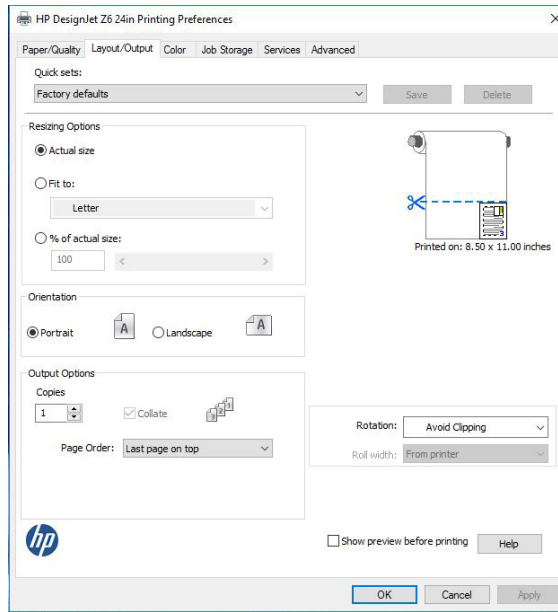 HP DesignJet Z6 24in Printing Preferences
Paper/Quality Layout/Output Color Job Storage Services Advanced
Quick sets:
Factory defaults Save Delete
Resizing Options
Actual size
Fit to:
Letter
% of actual size:
100
Printed on: 8.50 x 11.00 inches
Orientation
Portrait A Landscape A
Output Options
Copies
1 Collate 3 2 1
Page Order: Last page on top
Rotation: Avoid Clipping
Roll width: From printer
hp
Show preview before printing Help
OK Cancel Apply